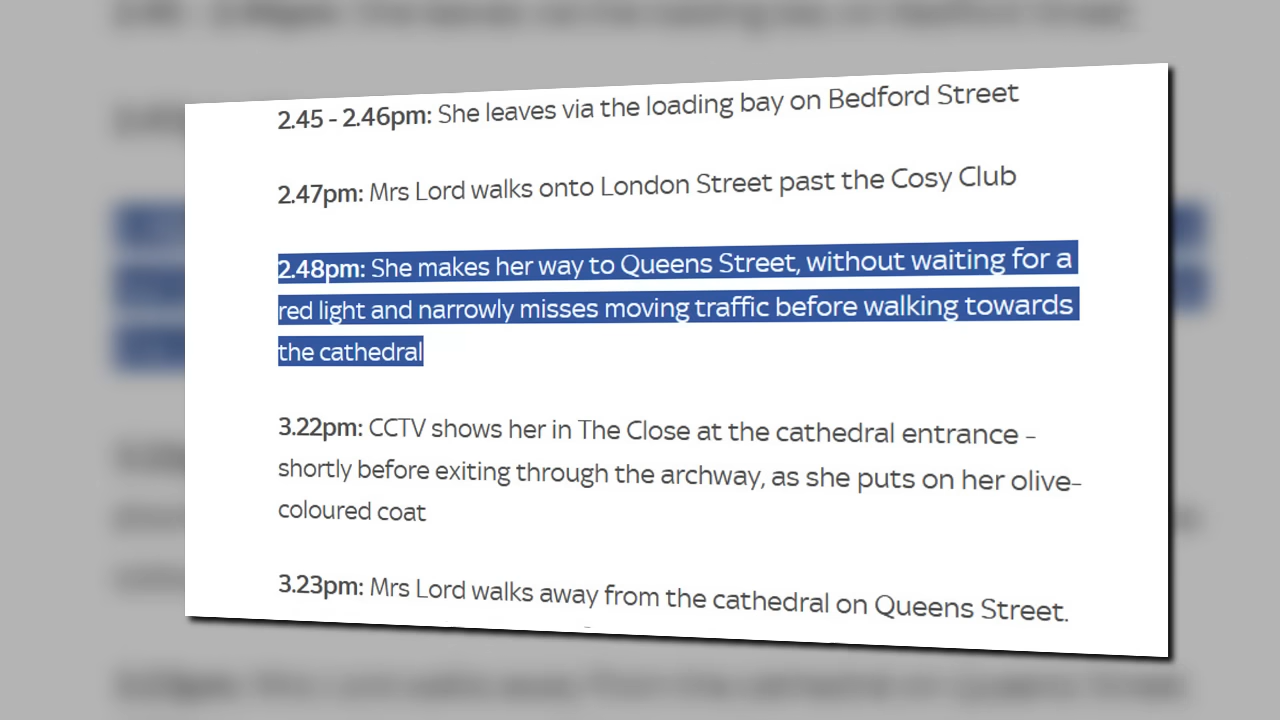 2.45 - 2.46pm: She leaves via the loading bay on Bedford Street
2.47pm: Mrs Lord walks onto London Street past the Cosy Club
2.48pm: She makes her way to Queens Street, without waiting for a
red light and narrowly misses moving traffic before walking towards
the cathedral
3.22pm: CCTV shows her in The Close at the cathedral entrance –
shortly before exiting through the archway, as she puts on her olive-
coloured coat
3.23pm: Mrs Lord walks away from the cathedral on Queens Street.